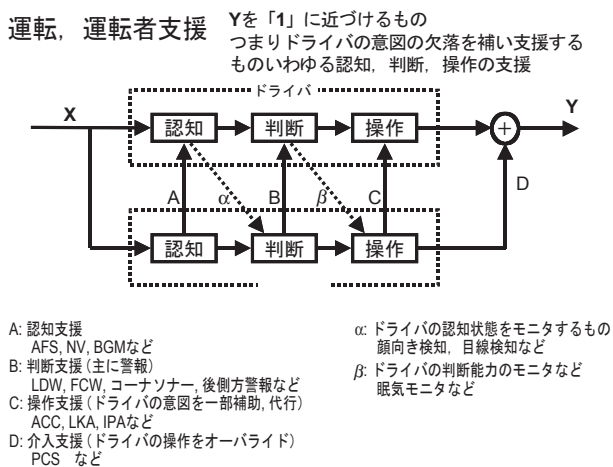 運転，運転者支援
Yを「1」に近づけるもの
つまりドライバの意図の欠落を補い支援する
ものいわゆる認知，判断，操作の支援
ドライバ
X
認知
判断
操作
Y
A
α
B
β
C
D
認知
判断
操作
A: 認知支援
AFS, NV, BGMなど
B: 判断支援（主に警報）
LDW, FCW, コーナソナー, 後側方警報など
C: 操作支援（ドライバの意図を一部補助, 代行）
ACC, LKA, IPAなど
D: 介入支援（ドライバの操作をオーバライド）
PCS など
α: ドライバの認知状態をモニタするもの
顔向き検知，目線検知など
β: ドライバの判断能力のモニタなど
眠気モニタなど